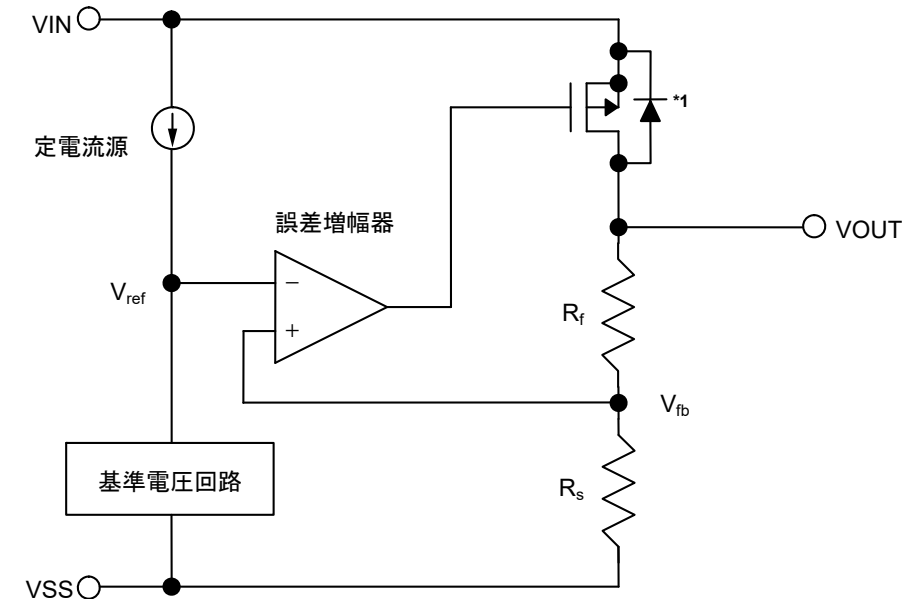 VIN
*1
定電流源
誤差増幅器
VOUT
Vref
−
+
Rf
Vfb
基準電圧回路
Rs
VSS